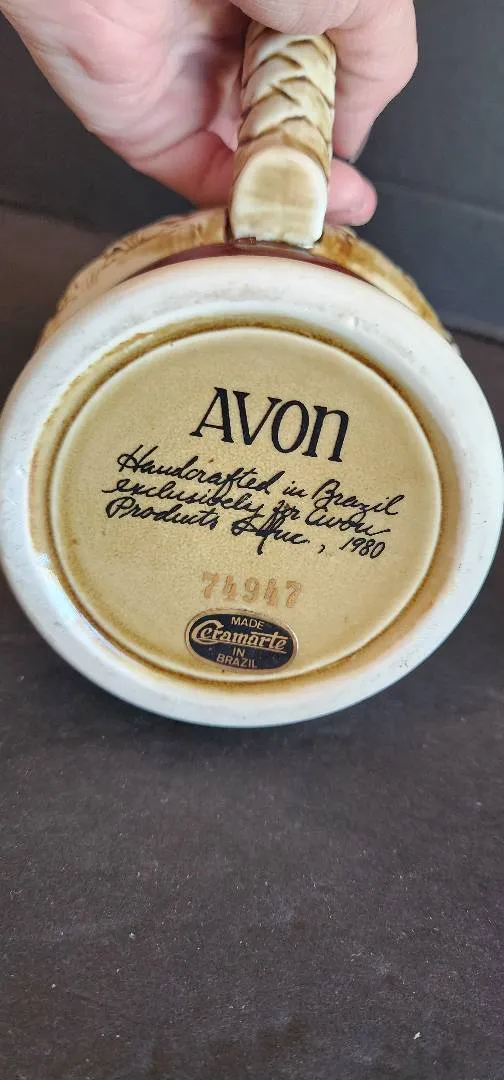 AVON
Handcrafted in Brazil
exclusively for Avon
Products Inc, 1980
74947
MADE
Ceramarte
IN
BRAZIL